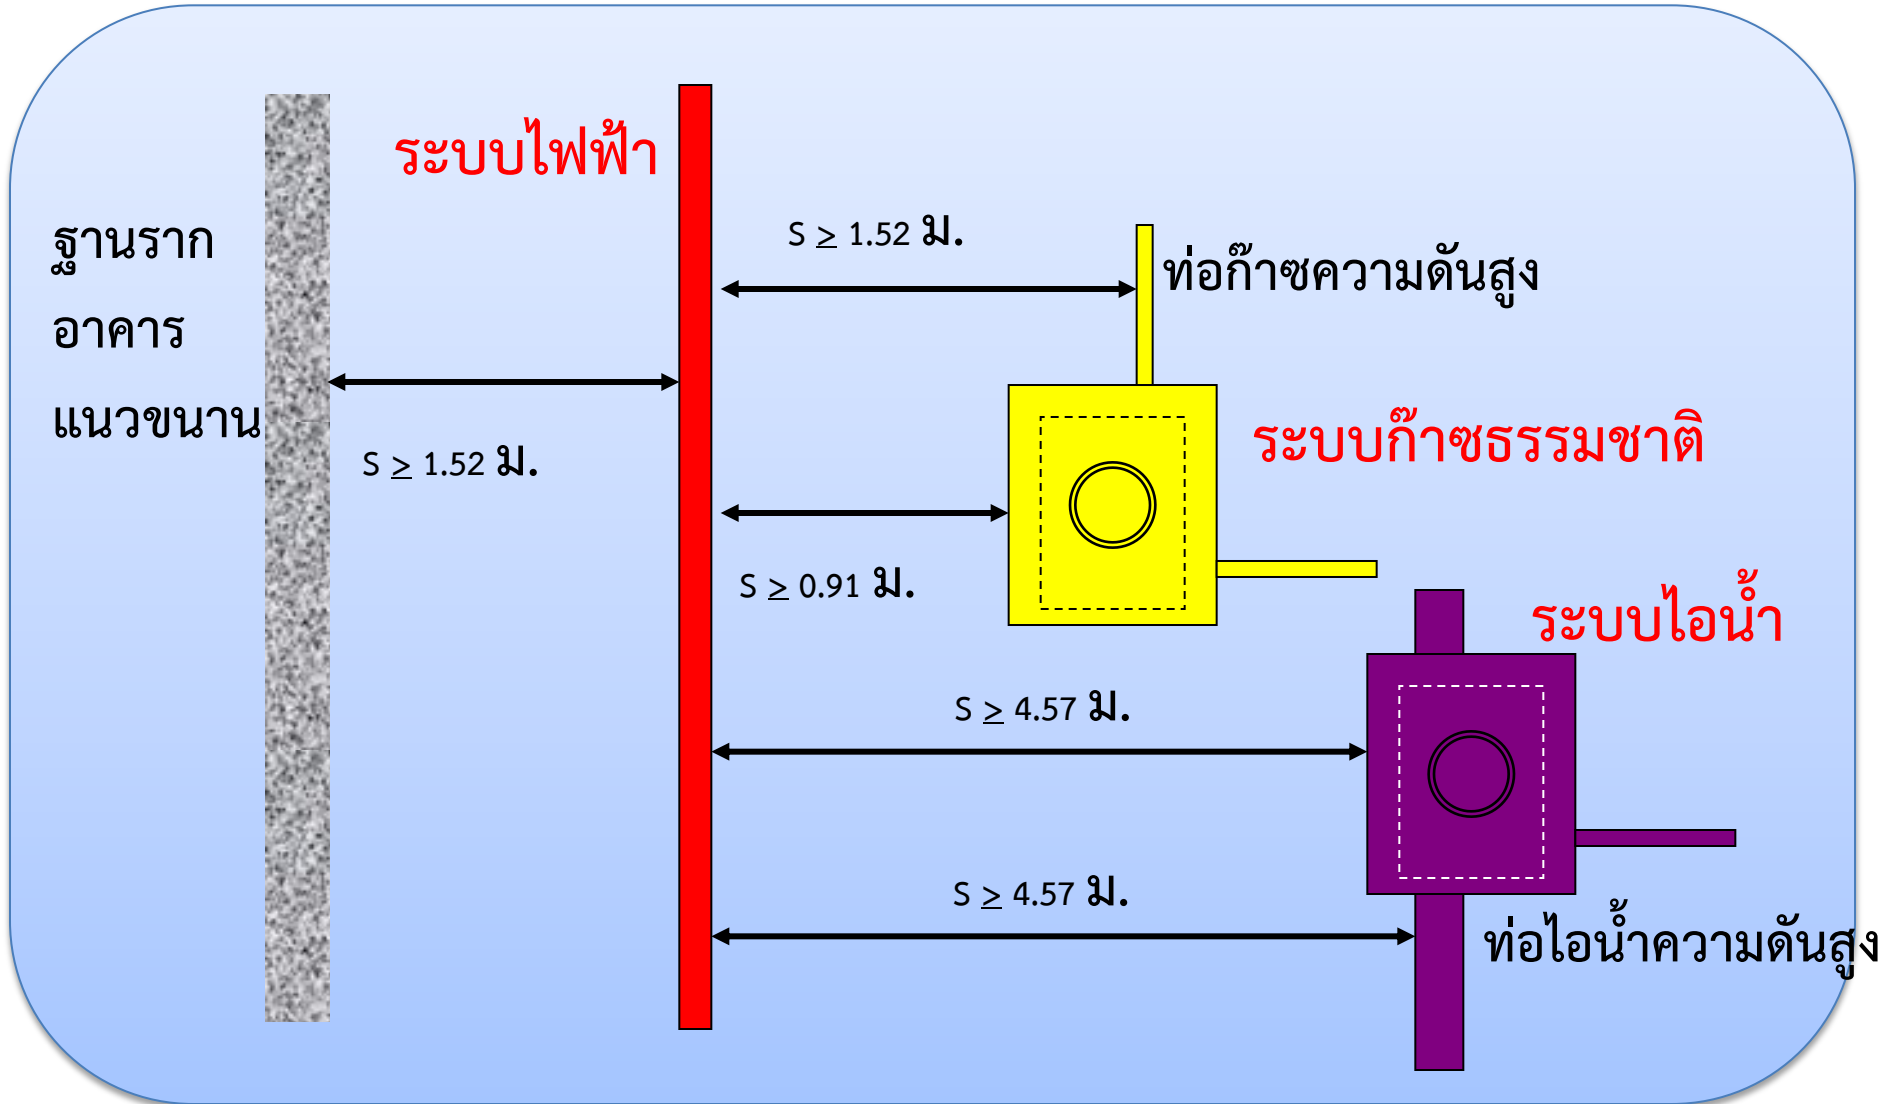 ระบบไฟฟ้า
ฐานราก
อาคาร
แนวขนาน
S ≥ 1.52 ม.
ท่อก๊าซความดันสูง
S ≥ 1.52 ม.
ระบบก๊าซธรรมชาติ
S ≥ 0.91 ม.
ระบบไอน้ำ
S ≥ 4.57 ม.
S ≥ 4.57 ม.
ท่อไอน้ำความดันสูง